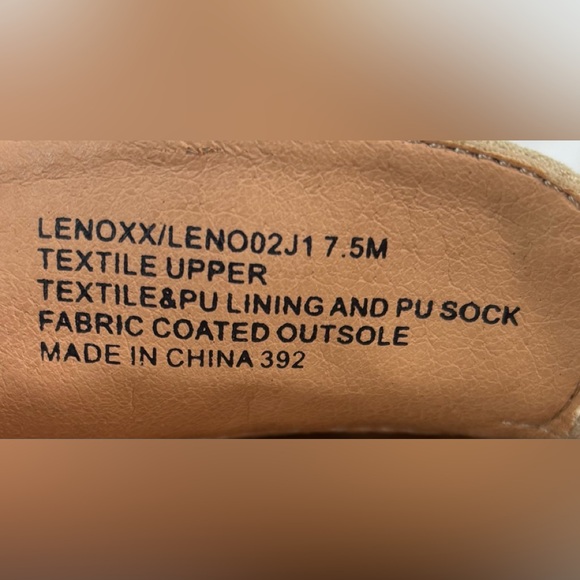 LENOXX/LENO02J1 7.5M
TEXTILE UPPER
TEXTILE&PU LINING AND PU SOCK
FABRIC COATED OUTSOLE
MADE IN CHINA 392